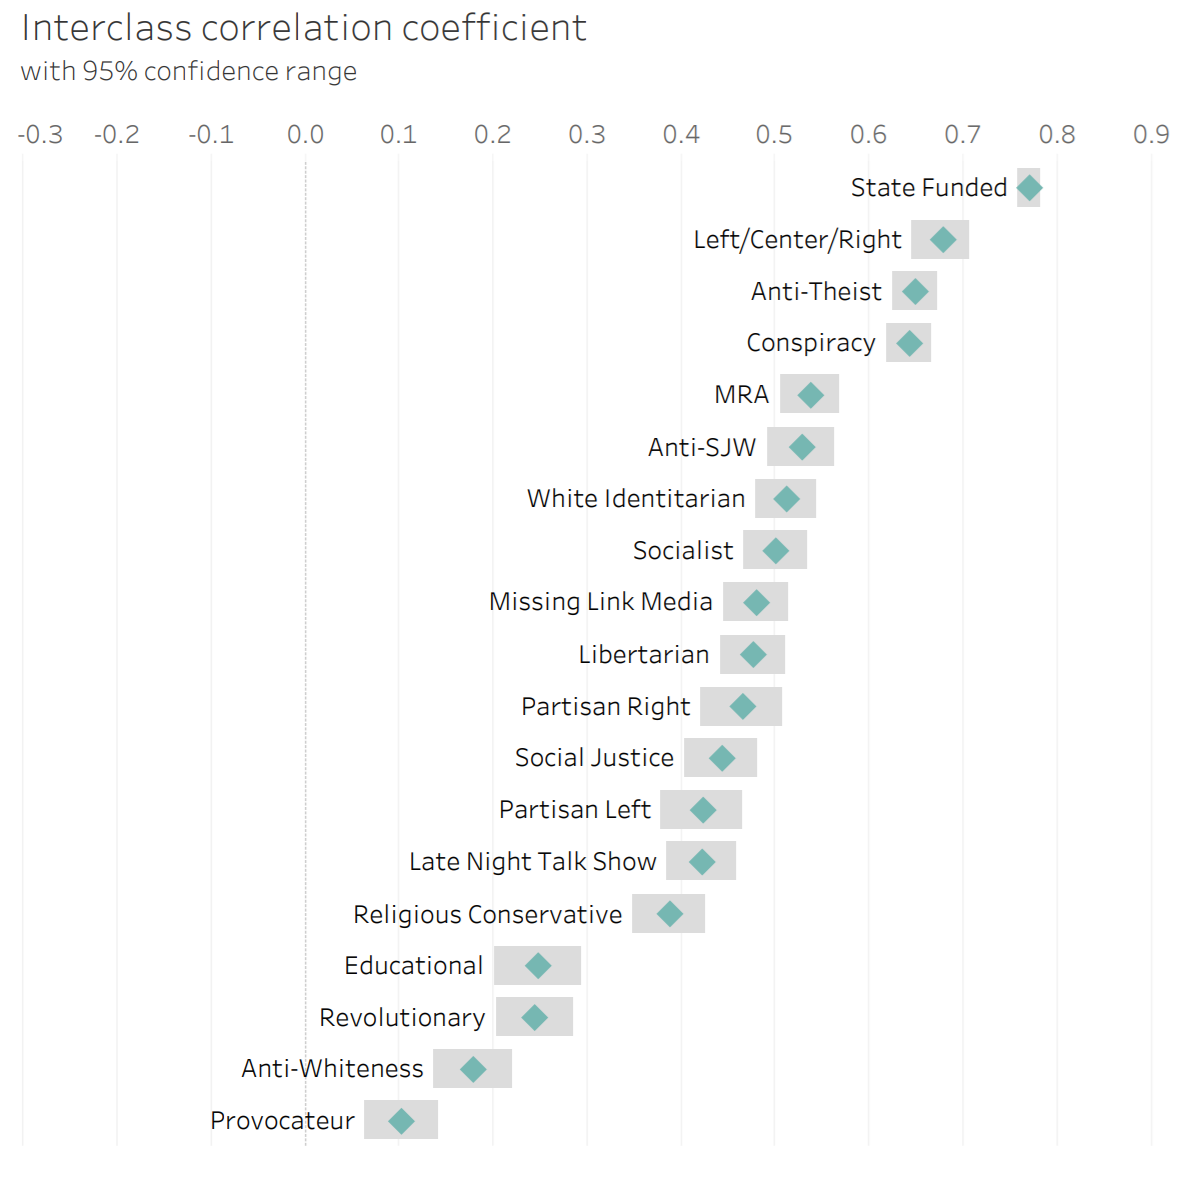 Interclass correlation coefficient
with 95% confidence range
-0.3 -0.2 -0.1 0.0 0.1 0.2 0.3 0.4 0.5 0.6 0.7 0.8 0.9
State Funded
Left/Center/Right
Anti-Theist
Conspiracy
MRA
Anti-SJW
White Identitarian
Socialist
Missing Link Media
Libertarian
Partisan Right
Social Justice
Partisan Left
Late Night Talk Show
Religious Conservative
Educational
Revolutionary
Anti-Whiteness
Provocateur